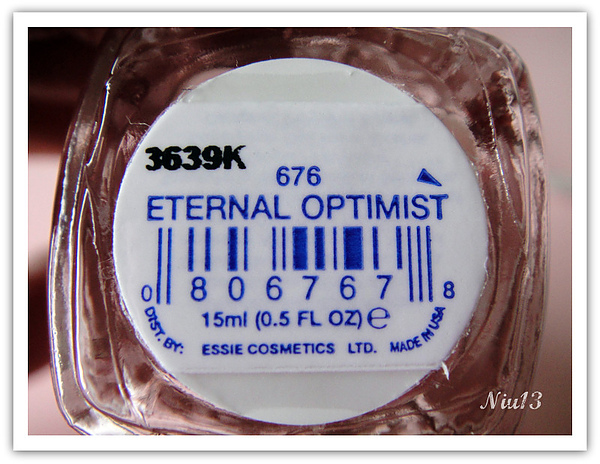 3639K
676
ETERNAL OPTIMIST
0 806767 8
15ml (0.5 FL OZ) ℮
DIST. BY: ESSIE COSMETICS LTD. MADE IN USA
Niu13